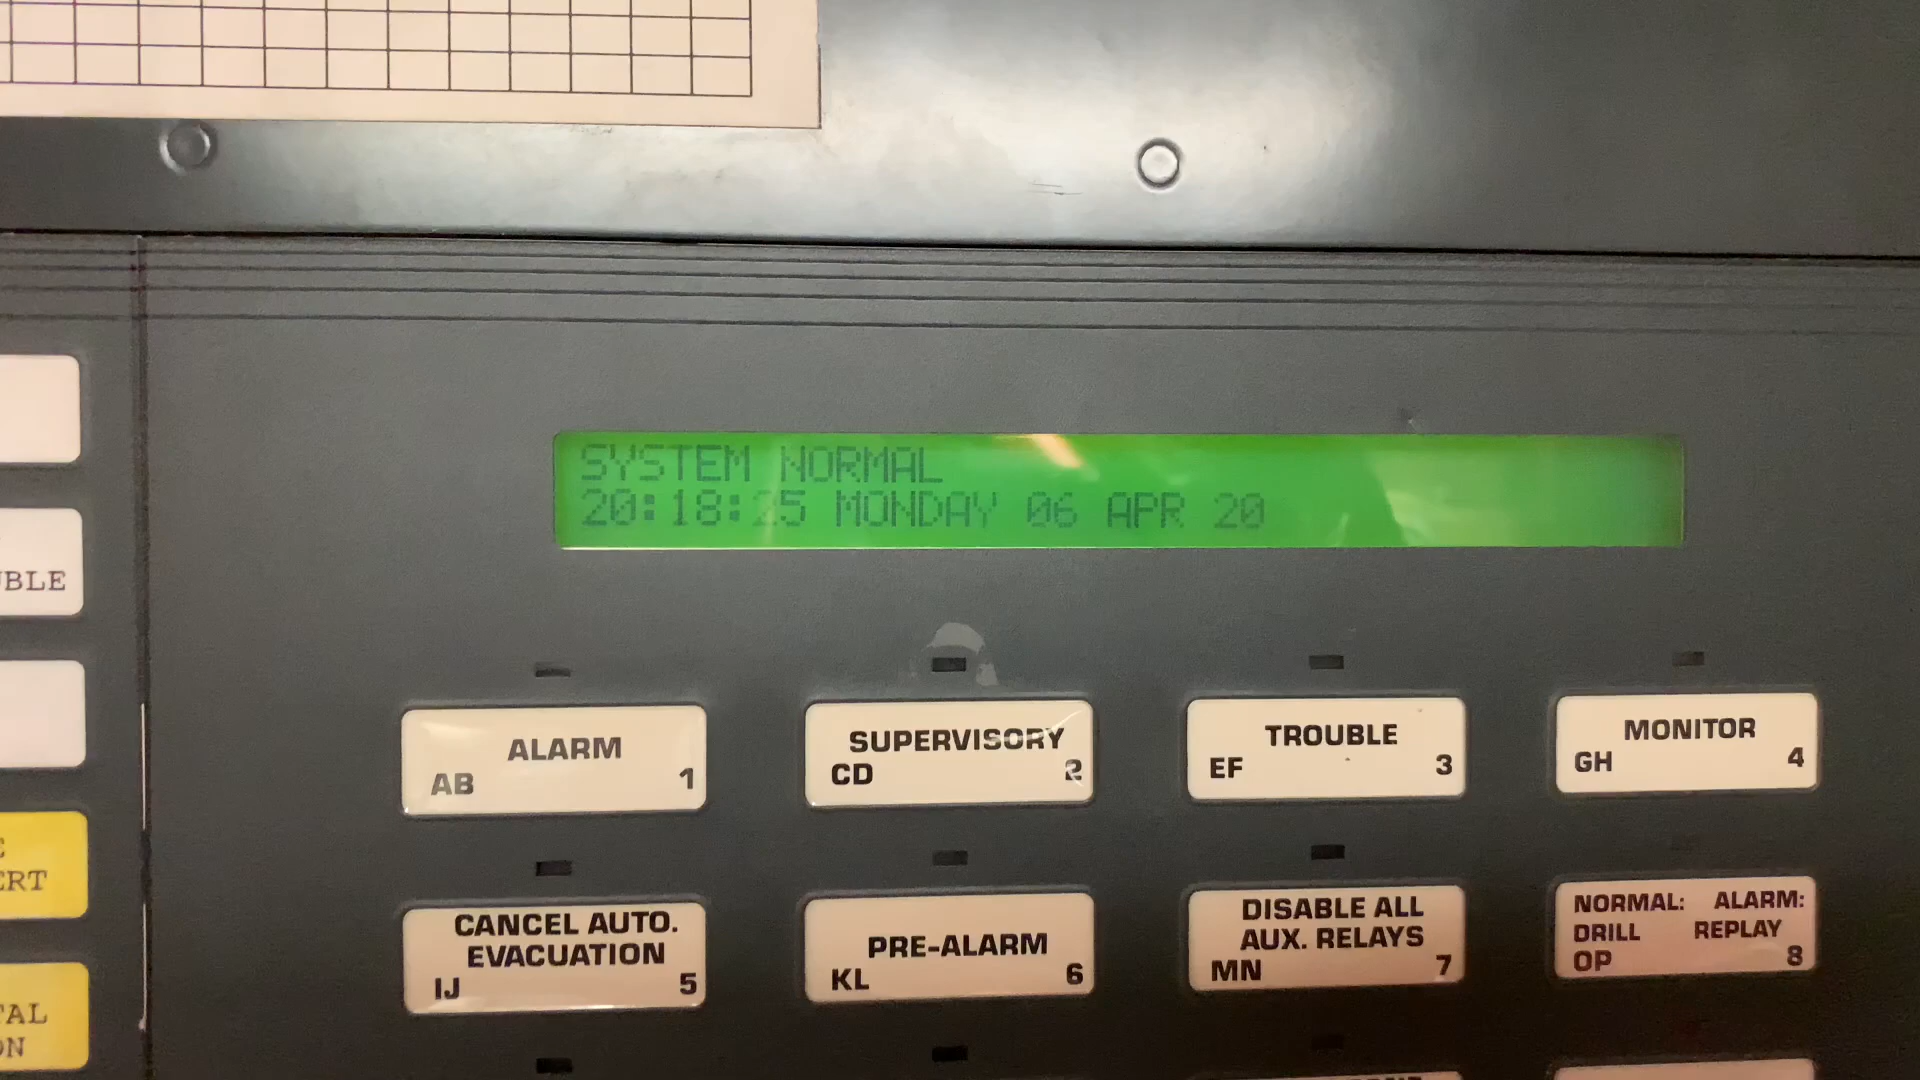 SYSTEM NORMAL
20:18:25 MONDAY 06 APR 20
ALARM
AB 1
SUPERVISORY
CD 2
TROUBLE
EF 3
MONITOR
GH 4
CANCEL AUTO.
EVACUATION
IJ 5
PRE-ALARM
KL 6
DISABLE ALL
AUX. RELAYS
MN 7
NORMAL: ALARM:
DRILL REPLAY
OP 8